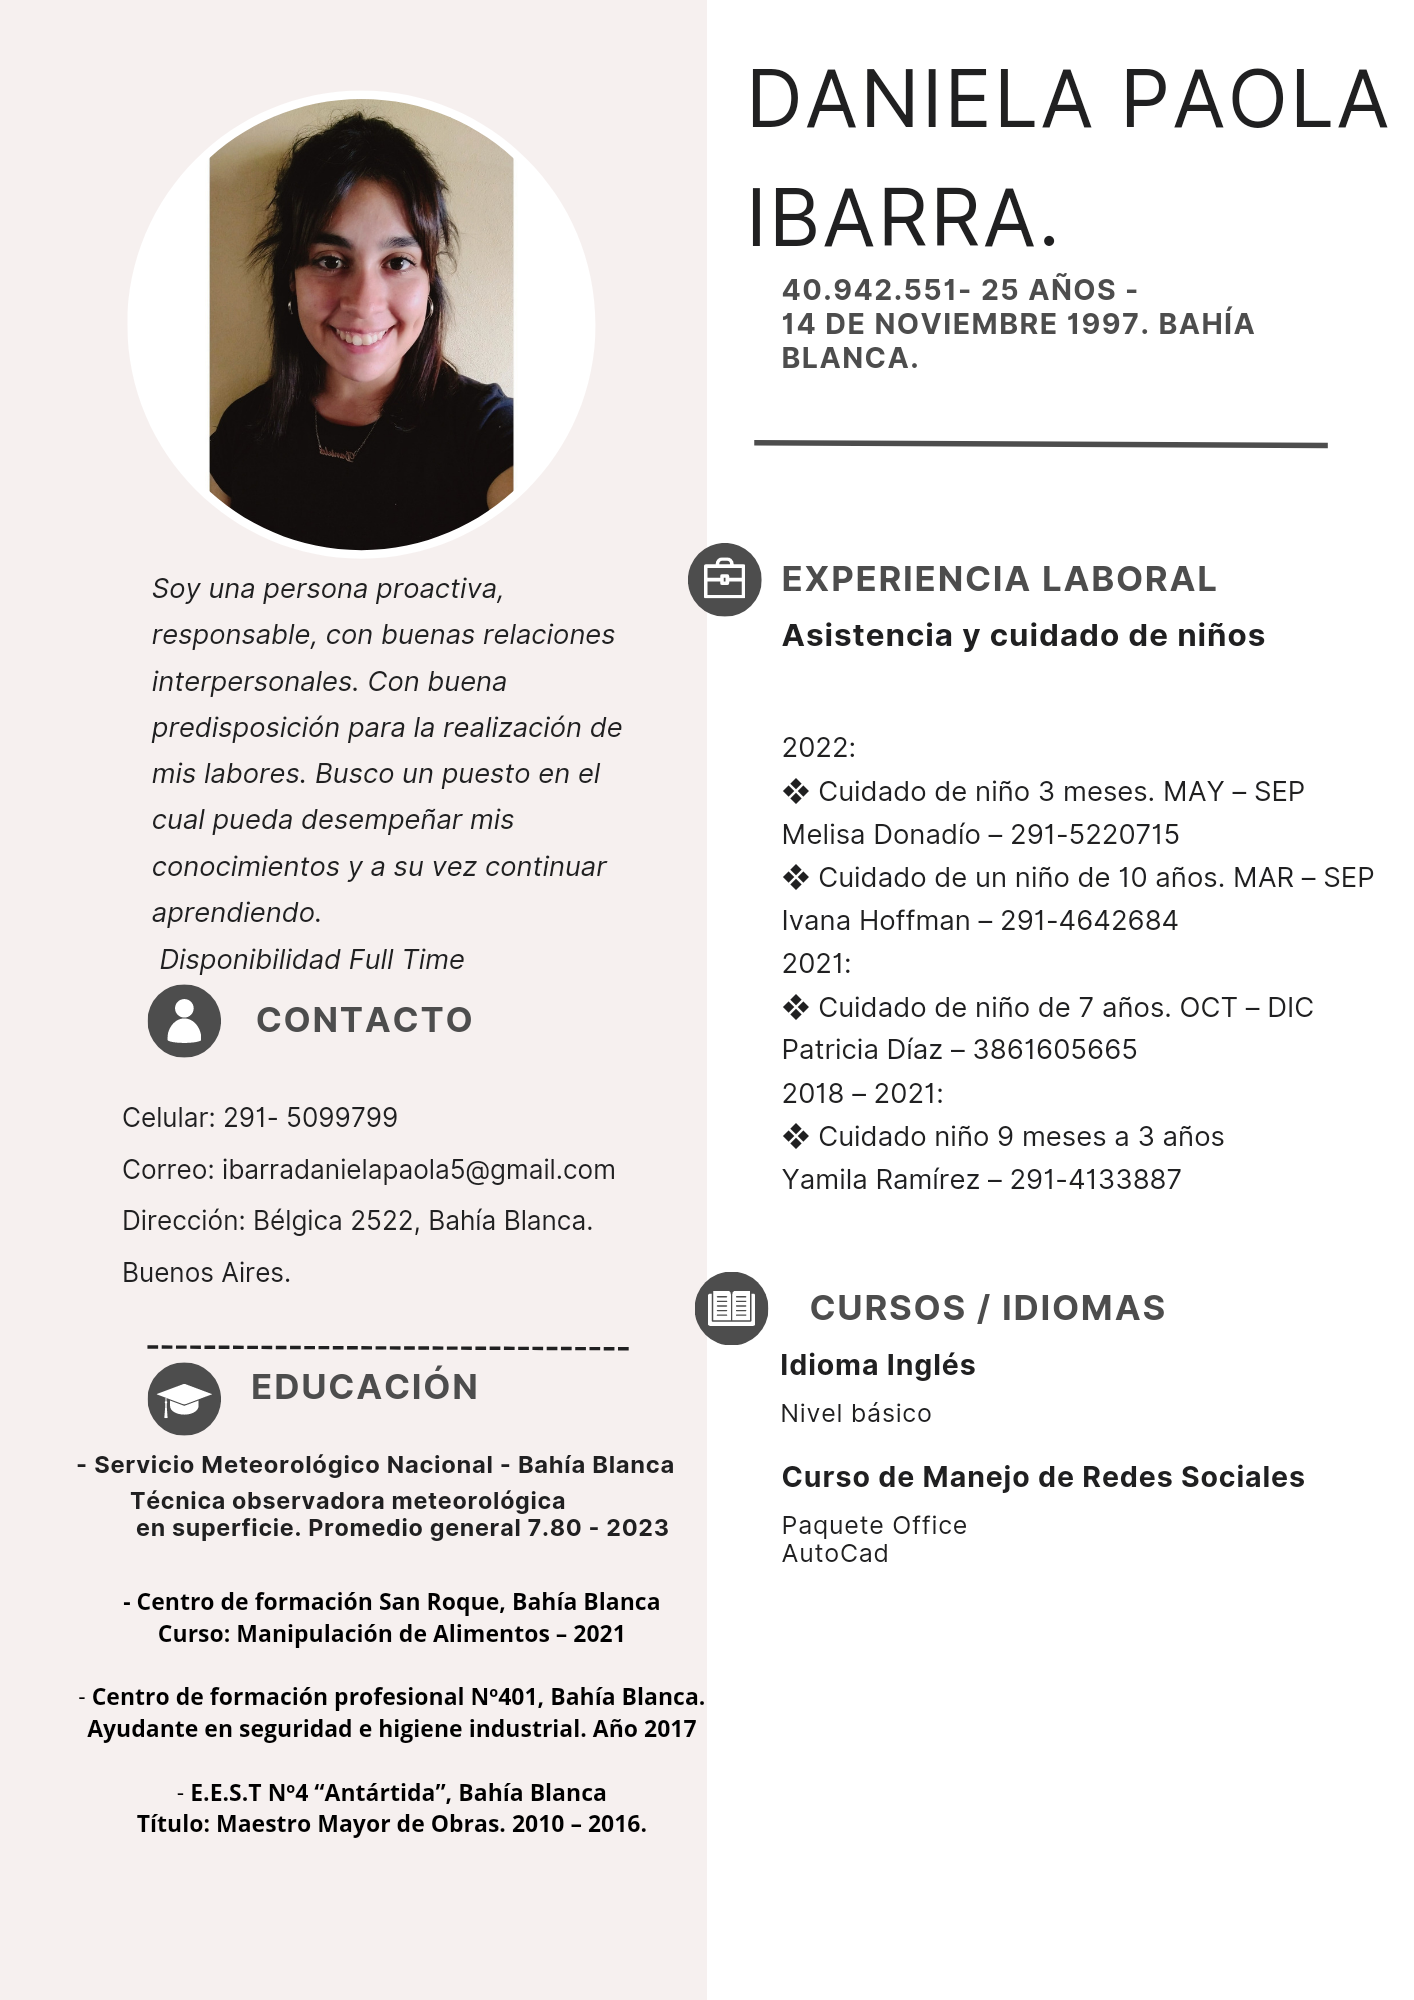 DANIELA PAOLA
IBARRA.
40.942.551- 25 AÑOS -
14 DE NOVIEMBRE 1997. BAHÍA
BLANCA.
Soy una persona proactiva,
responsable, con buenas relaciones
interpersonales. Con buena
predisposición para la realización de
mis labores. Busco un puesto en el
cual pueda desempeñar mis
conocimientos y a su vez continuar
aprendiendo.
Disponibilidad Full Time
CONTACTO
Celular: 291- 5099799
Correo: ibarradanielapaola5@gmail.com
Dirección: Bélgica 2522, Bahía Blanca.
Buenos Aires.
EDUCACIÓN
- Servicio Meteorológico Nacional - Bahía Blanca
Técnica observadora meteorológica
en superficie. Promedio general 7.80 - 2023
- Centro de formación San Roque, Bahía Blanca
Curso: Manipulación de Alimentos – 2021
- Centro de formación profesional Nº401, Bahía Blanca.
Ayudante en seguridad e higiene industrial. Año 2017
- E.E.S.T Nº4 “Antártida”, Bahía Blanca
Título: Maestro Mayor de Obras. 2010 – 2016.
EXPERIENCIA LABORAL
Asistencia y cuidado de niños
2022:
❖ Cuidado de niño 3 meses. MAY – SEP
Melisa Donadío – 291-5220715
❖ Cuidado de un niño de 10 años. MAR – SEP
Ivana Hoffman – 291-4642684
2021:
❖ Cuidado de niño de 7 años. OCT – DIC
Patricia Díaz – 3861605665
2018 – 2021:
❖ Cuidado niño 9 meses a 3 años
Yamila Ramírez – 291-4133887
CURSOS / IDIOMAS
Idioma Inglés
Nivel básico
Curso de Manejo de Redes Sociales
Paquete Office
AutoCad